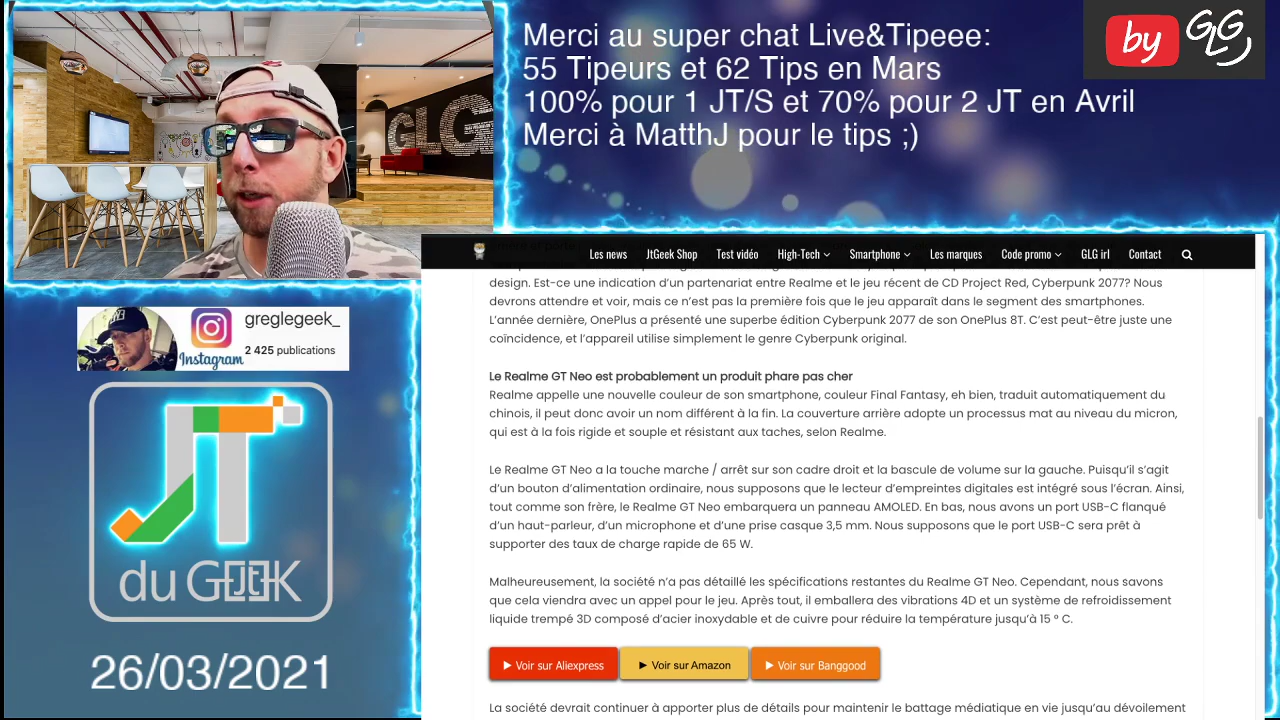 Merci au super chat Live&Tipeee:
55 Tipeurs et 62 Tips en Mars
100% pour 1 JT/S et 70% pour 2 JT en Avril
Merci à MatthJ pour le tips ;)
by GLG
GLG
greglegeek_
2 425 publications
Instagram
JT
du GEEK
26/03/2021
Les news JtGeek Shop Test vidéo High-Tech Smartphone Les marques Code promo GLG irl Contact
design. Est-ce une indication d’un partenariat entre Realme et le jeu récent de CD Project Red, Cyberpunk 2077? Nous
devrons attendre et voir, mais ce n’est pas la première fois que le jeu apparaît dans le segment des smartphones.
L’année dernière, OnePlus a présenté une superbe édition Cyberpunk 2077 de son OnePlus 8T. C’est peut-être juste une
coïncidence, et l’appareil utilise simplement le genre Cyberpunk original.
Le Realme GT Neo est probablement un produit phare pas cher
Realme appelle une nouvelle couleur de son smartphone, couleur Final Fantasy, eh bien, traduit automatiquement du
chinois, il peut donc avoir un nom différent à la fin. La couverture arrière adopte un processus mat au niveau du micron,
qui est à la fois rigide et souple et résistant aux taches, selon Realme.
Le Realme GT Neo a la touche marche / arrêt sur son cadre droit et la bascule de volume sur la gauche. Puisqu’il s’agit
d’un bouton d’alimentation ordinaire, nous supposons que le lecteur d’empreintes digitales est intégré sous l’écran. Ainsi,
tout comme son frère, le Realme GT Neo embarquera un panneau AMOLED. En bas, nous avons un port USB-C flanqué
d’un haut-parleur, d’un microphone et d’une prise casque 3,5 mm. Nous supposons que le port USB-C sera prêt à
supporter des taux de charge rapide de 65 W.
Malheureusement, la société n’a pas détaillé les spécifications restantes du Realme GT Neo. Cependant, nous savons
que cela viendra avec un appel pour le jeu. Après tout, il emballera des vibrations 4D et un système de refroidissement
liquide trempé 3D composé d’acier inoxydable et de cuivre pour réduire la température jusqu’à 15 ° C.
Voir sur Aliexpress Voir sur Amazon Voir sur Banggood
La société devrait continuer à apporter plus de détails pour maintenir le battage médiatique en vie jusqu’au dévoilement